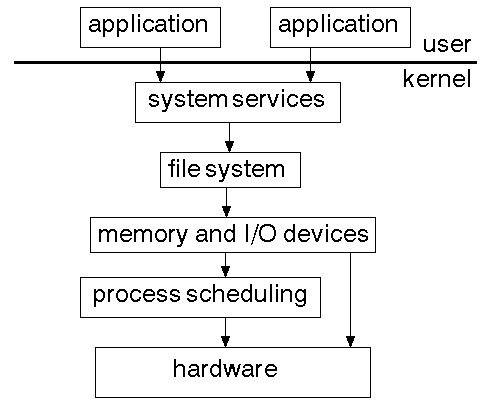 application
application
user
kernel
system services
file system
memory and I/O devices
process scheduling
hardware